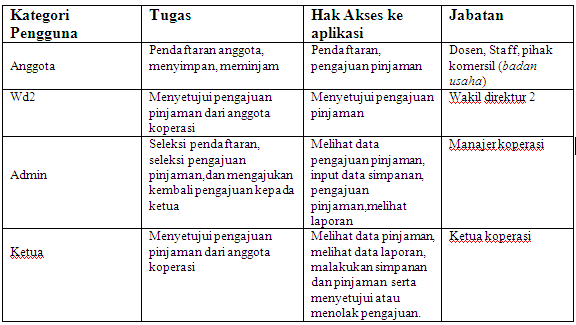 Kategori Pengguna
Tugas
Hak Akses ke aplikasi
Jabatan
Anggota
Pendaftaran anggota,
menyimpan, meminjam
Pendaftaran,
pengajuan pinjaman
Dosen, Staff, pihak
komersil (badan
usaha)
Wd2
Menyetujui pengajuan
pinjaman dari anggota
koperasi
Menyetujui pengajuan
pinjaman
Wakil direktur 2
Admin
Seleksi pendaftaran,
seleksi pengajuan
pinjaman,dan mengajukan
kembali pengajuan kepada
ketua
Melihat data
pengajuan pinjaman,
input data simpanan,
pengajuan
pinjaman,melihat
laporan
Manajer koperasi
Ketua
Menyetujui pengajuan
pinjaman dari anggota
koperasi
Melihat data pinjaman,
melihat data laporan,
malakukan simpanan
dan pinjaman serta
menyetujui atau
menolak pengajuan.
Ketua koperasi